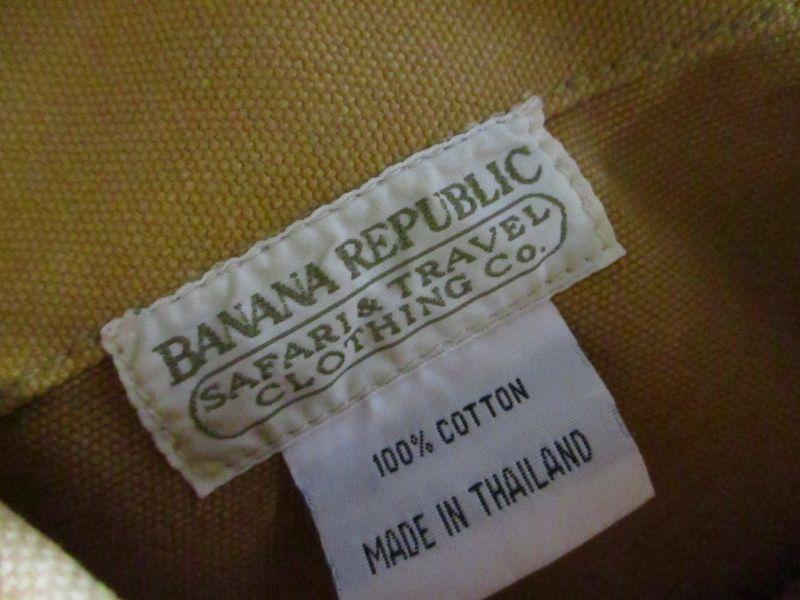 BANANA REPUBLIC
SAFARI & TRAVEL
CLOTHING Co.
100% COTTON
MADE IN THAILAND